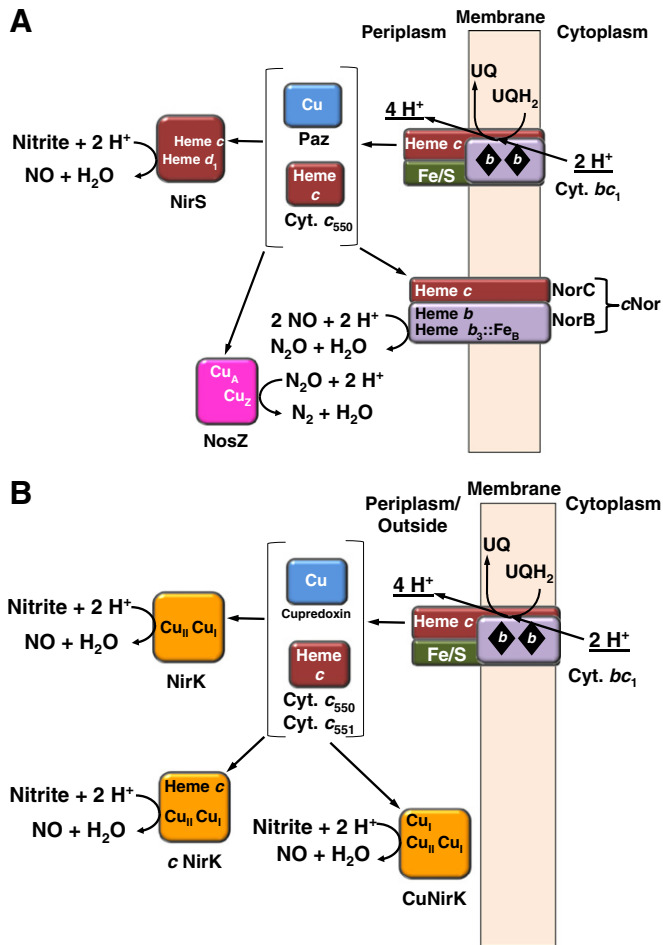 A
Membrane
Periplasm
Cytoplasm
UQ
UQH2
4 H+
Cu
Paz
Nitrite + 2 H+
NO + H2O
Heme c
Heme d1
NirS
Heme
c
Cyt. c550
Heme c
Fe/S
b b
2 H+
Cyt. bc1
Heme c
NorC
cNor
2 NO + 2 H+
N2O + H2O
Heme b
Heme b3::FeB
NorB
CuA
CuZ
N2O + 2 H+
N2 + H2O
NosZ
B
Membrane
Periplasm/
Outside
Cytoplasm
UQ
UQH2
4 H+
Cu
Cupredoxin
Nitrite + 2 H+
NO + H2O
CuII CuI
NirK
Heme
c
Cyt. c550
Cyt. c551
Heme c
Fe/S
b b
2 H+
Cyt. bc1
Nitrite + 2 H+
NO + H2O
Heme c
CuII CuI
c NirK
Nitrite + 2 H+
NO + H2O
CuI
CuII CuI
CuNirK